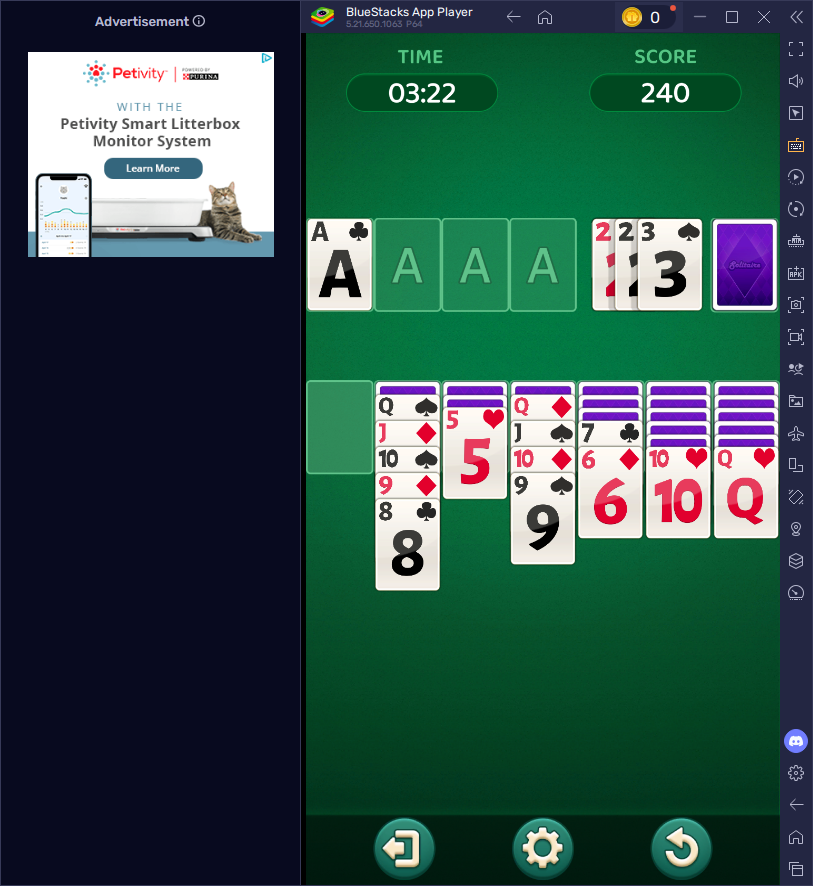 Advertisement
Petivity
POWERED BY
PURINA
WITH THE
Petivity Smart Litterbox
Monitor System
Learn More
BlueStacks App Player
5.21.650.1063 P64
0
TIME
SCORE
03:22
240
A
A
A
A
A
2
2
3
3
Solitaire
Q
J
10
9
8
8
5
5
Q
J
10
9
9
7
6
6
10
10
Q
Q
APK